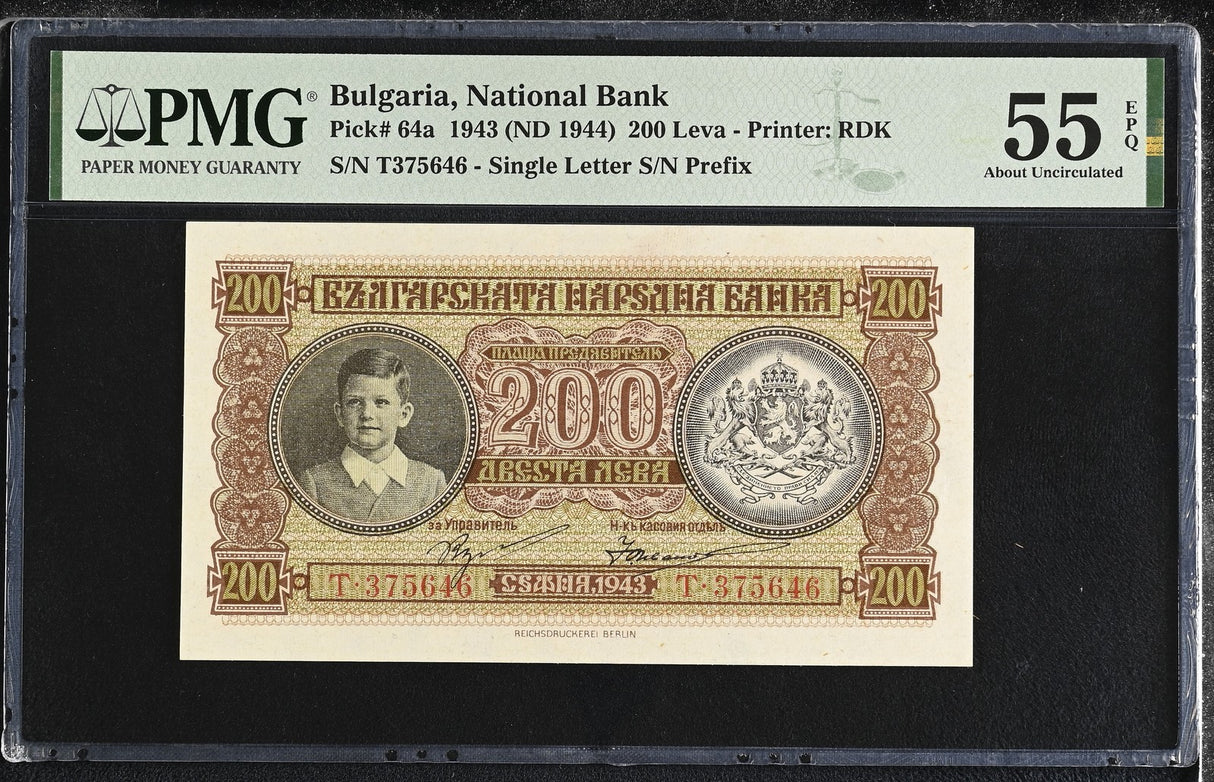 PMG®
PAPER MONEY GUARANTY
Bulgaria, National Bank
Pick# 64a 1943 (ND 1944) 200 Leva - Printer: RDK
S/N T375646 - Single Letter S/N Prefix
55 EPQ
About Uncirculated
200 БЪЛГАРСКАТА НАРОДНА БАНКА 200
ПЛАЩА ПРЕДЯВИТЕЛЮ
200
ДВЕСТА ЛЕВА
за Управитель Н-къ касовия отдѣлъ
200 Т·375646 СОФИЯ, 1943 Т·375646 200
REICHSDRUCKEREI BERLIN